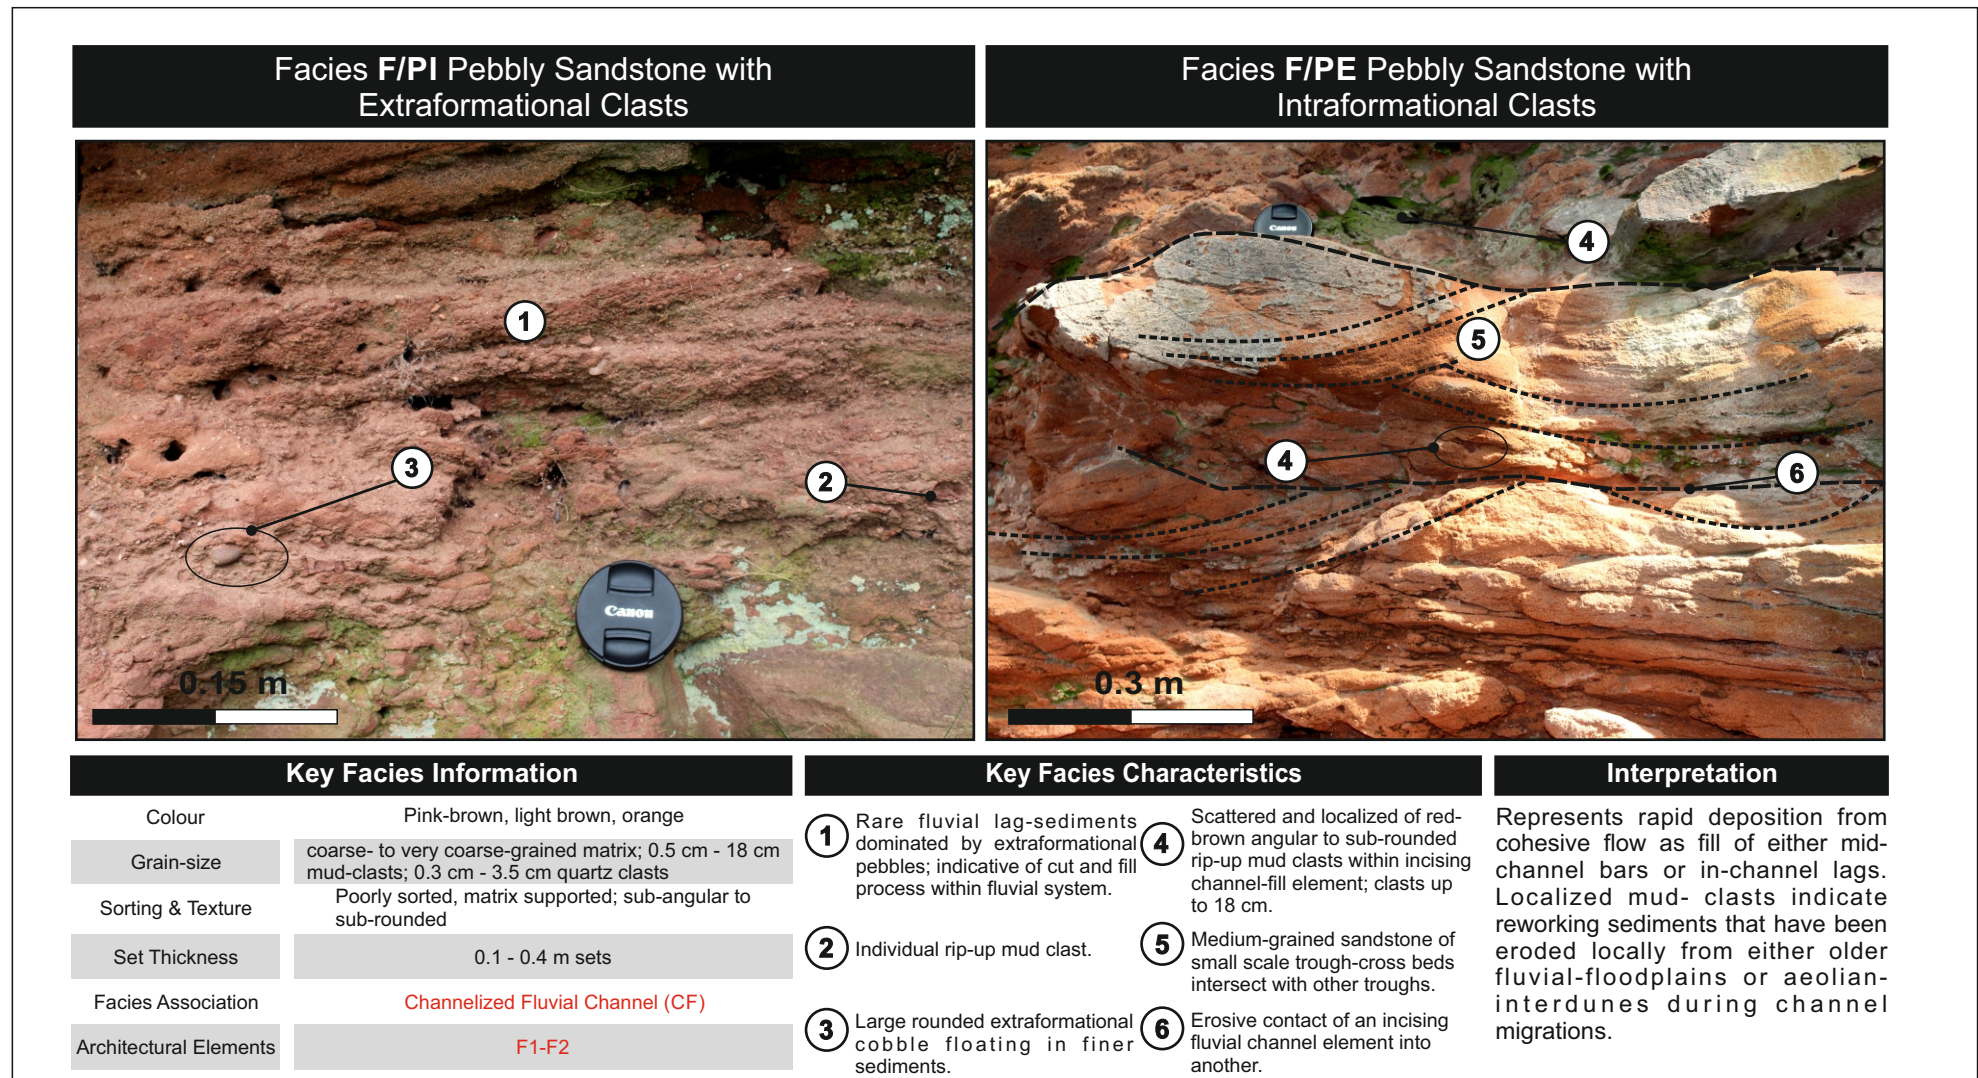 Facies F/PI Pebbly Sandstone with
Extraformational Clasts
Facies F/PE Pebbly Sandstone with
Intraformational Clasts
1
2
3
Canon
0.15 m
Canon
4
5
4
6
0.3 m
Key Facies Information
Colour
Pink-brown, light brown, orange
Grain-size
coarse- to very coarse-grained matrix; 0.5 cm - 18 cm
mud-clasts; 0.3 cm - 3.5 cm quartz clasts
Sorting & Texture
Poorly sorted, matrix supported; sub-angular to
sub-rounded
Set Thickness
0.1 - 0.4 m sets
Facies Association
Channelized Fluvial Channel (CF)
Architectural Elements
F1-F2
Key Facies Characteristics
1
Rare fluvial lag-sediments
dominated by extraformational
pebbles; indicative of cut and fill
process within fluvial system.
2
Individual rip-up mud clast.
3
Large rounded extraformational
cobble floating in finer
sediments.
4
Scattered and localized of red-
brown angular to sub-rounded
rip-up mud clasts within incising
channel-fill element; clasts up
to 18 cm.
5
Medium-grained sandstone of
small scale trough-cross beds
intersect with other troughs.
6
Erosive contact of an incising
fluvial channel element into
another.
Interpretation
Represents rapid deposition from
cohesive flow as fill of either mid-
channel bars or in-channel lags.
Localized mud- clasts indicate
reworking sediments that have been
eroded locally from either older
fluvial-floodplains or aeolian-
interdunes during channel
migrations.